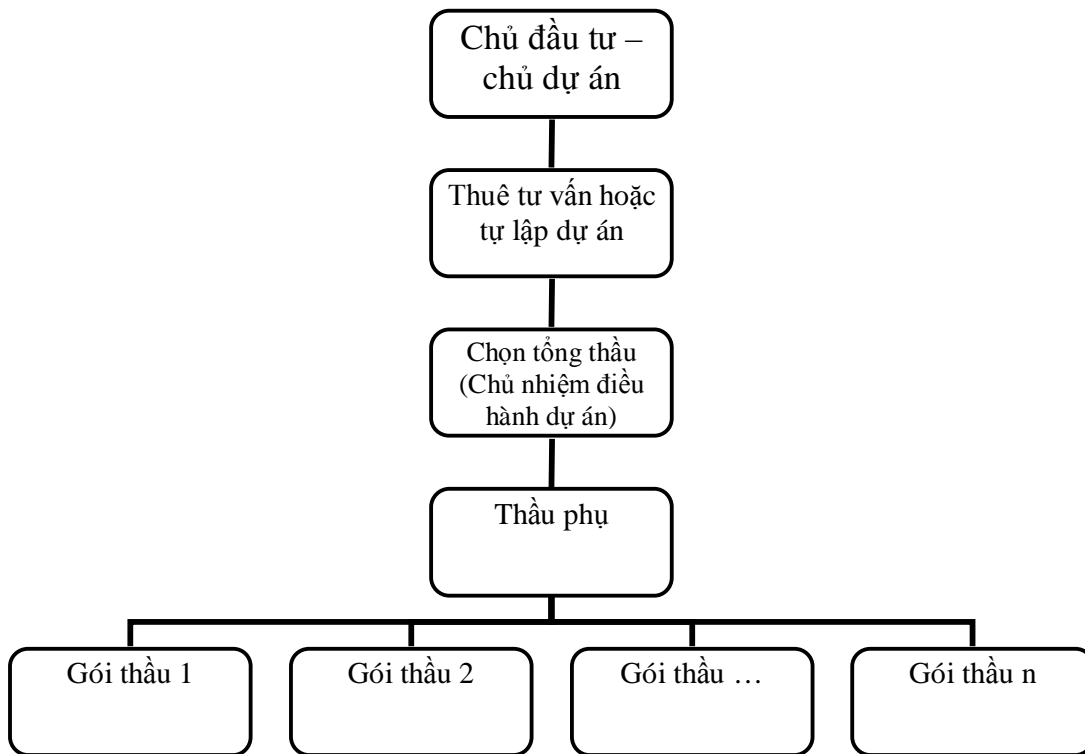 Chủ đầu tư –
chủ dự án
Thuê tư vấn hoặc
tự lập dự án
Chọn tổng thầu
(Chủ nhiệm điều
hành dự án)
Thầu phụ
Gói thầu 1
Gói thầu 2
Gói thầu …
Gói thầu n